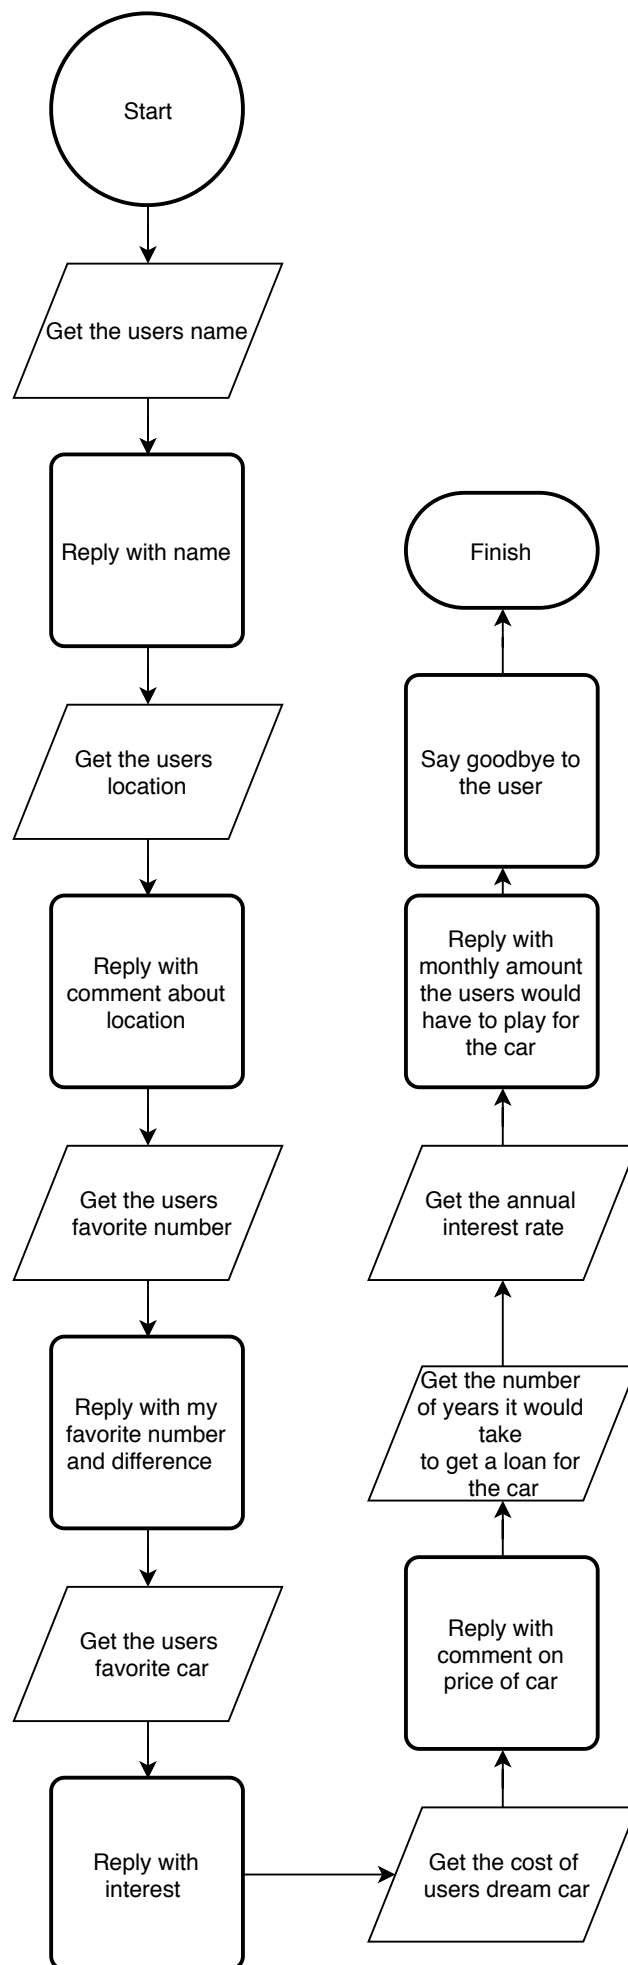 Start
Get the users name
Reply with name
Get the users
location
Reply with
comment about
location
Get the users
favorite number
Reply with my
favorite number
and difference
Get the users
favorite car
Reply with
interest
Get the cost of
users dream car
Reply with
comment on
price of car
Get the number
of years it would
take
to get a loan for
the car
Get the annual
interest rate
Reply with
monthly amount
the users would
have to play for
the car
Say goodbye to
the user
Finish